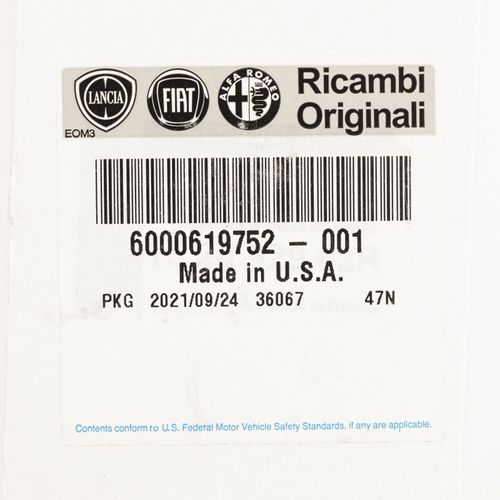 LANCIA
FIAT
ALFA ROMEO
Ricambi
Originali
EOM3
6000619752 – 001
Made in U.S.A.
PKG 2021/09/24 36067 47N
Contents conform to U.S. Federal Motor Vehicle Safety Standards, if any are applicable.